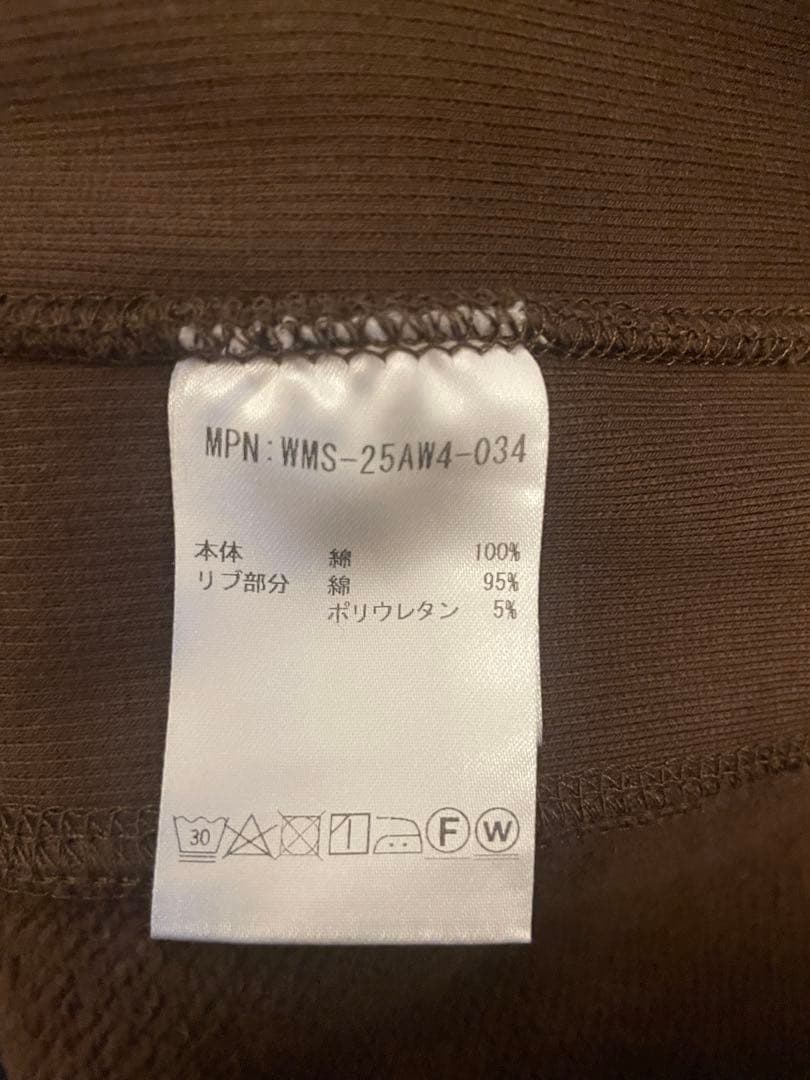 MPN:WMS-25AW4-034
本体 綿 100%
リブ部分 綿 95%
ポリウレタン 5%
30 F W